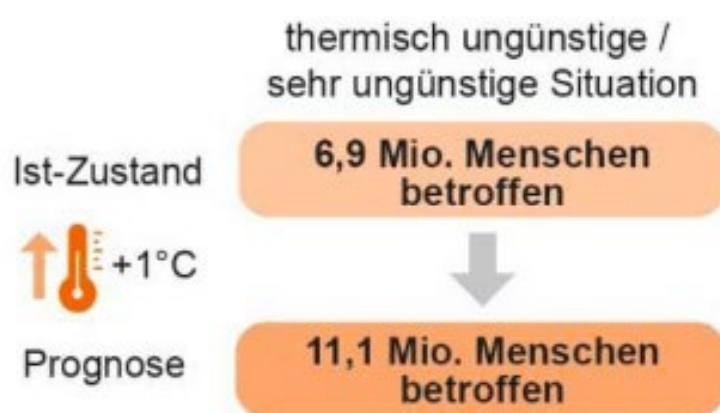 thermisch ungünstige /
sehr ungünstige Situation
Ist-Zustand
6,9 Mio. Menschen
betroffen
+1°C
Prognose
11,1 Mio. Menschen
betroffen